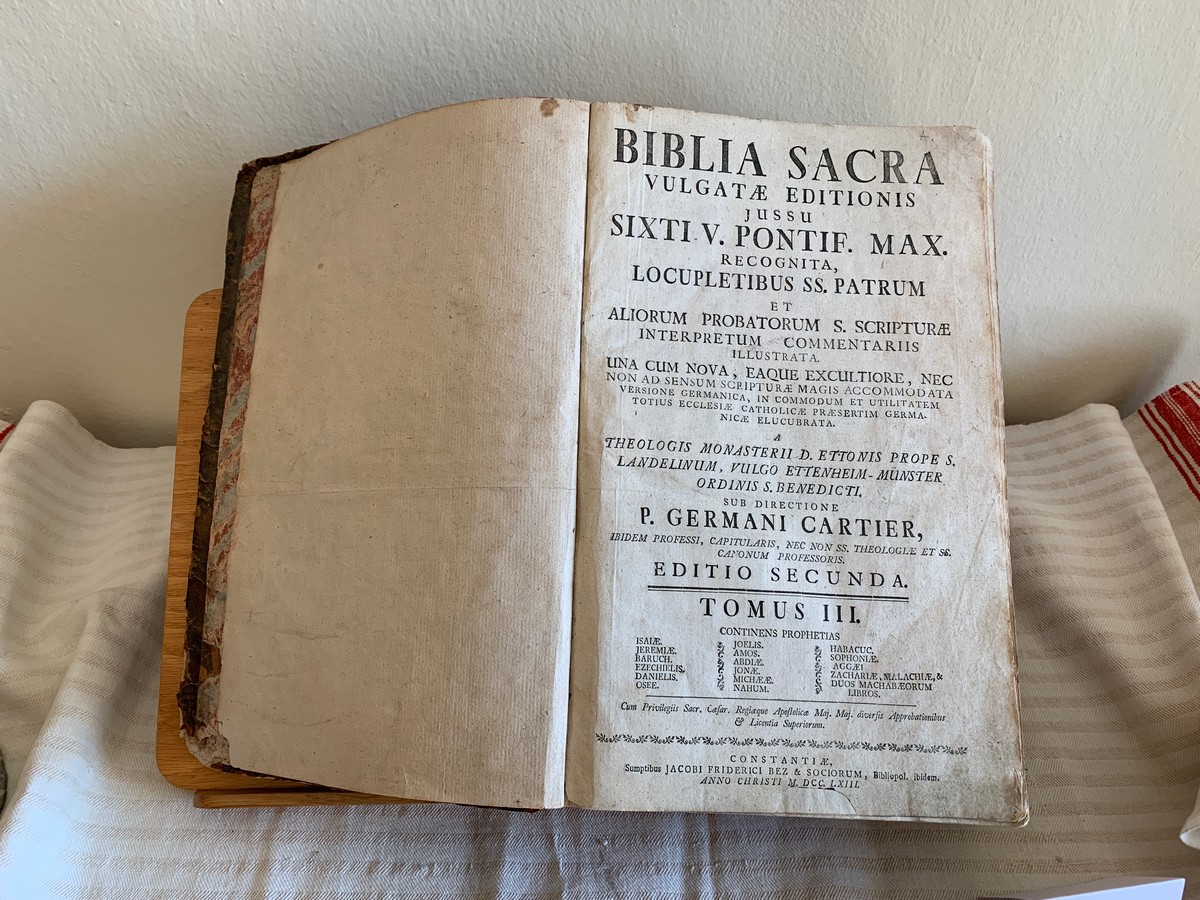 BIBLIA SACRA
VULGATÆ EDITIONIS
JUSSU
SIXTI V. PONTIF. MAX.
RECOGNITA,
LOCUPLETIBUS SS. PATRUM
ET
ALIORUM PROBATORUM S. SCRIPTURÆ
INTERPRETUM COMMENTARIIS
ILLUSTRATA.
UNA CUM NOVA, EAQUE EXCULTIORE, NEC
NON AD SENSUM SCRIPTURÆ MAGIS ACCOMMODATA
VERSIONE GERMANICA, IN COMMODUM ET UTILITATEM
TOTIUS ECCLESIÆ CATHOLICÆ PRÆSERTIM GERMA-
NICÆ ELUCUBRATA.
A
THEOLOGIS MONASTERII D. ETTONIS PROPE S.
LANDELINUM, VULGO ETTENHEIM-MÜNSTER
ORDINIS S. BENEDICTI.
SUB DIRECTIONE
P. GERMANI CARTIER,
IBIDEM PROFESSI, CAPITULARIS, NEC NON SS. THEOLOGIÆ ET SS.
CANONUM PROFESSORIS.
EDITIO SECUNDA.
TOMUS III.
CONTINENS PROPHETIAS
ISAIÆ.
JEREMIÆ.
BARUCH.
EZECHIELIS.
DANIELIS.
OSEE.
JOELIS.
AMOS.
ABDIÆ.
JONÆ.
MICHÆÆ.
NAHUM.
HABACUC.
SOPHONIÆ.
AGGÆI
ZACHARIÆ, MALACHIÆ, &
DUOS MACHABÆORUM
LIBROS.
Cum Privilegiis Sacr. Cæsar. Regiæque Apostolicæ Maj. Maj. diversis Approbationibus
& Licentia Superiorum.
CONSTANTIÆ,
Sumptibus JACOBI FRIDERICI BEZ & SOCIORUM, Bibliopol. ibidem.
ANNO CHRISTI M. DCC. LXIII.